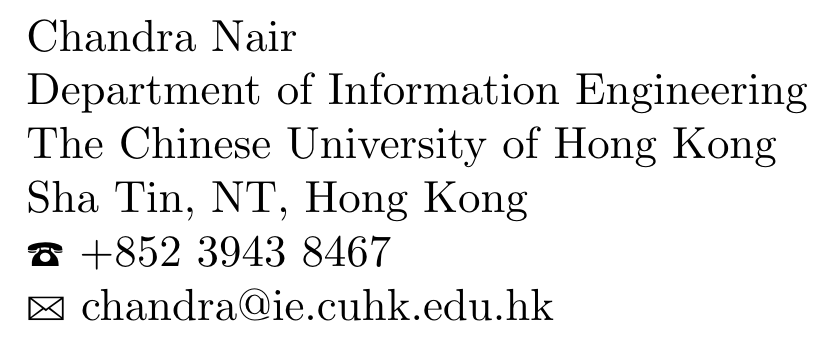 Chandra Nair
Department of Information Engineering
The Chinese University of Hong Kong
Sha Tin, NT, Hong Kong
☎ +852 3943 8467
✉ chandra@ie.cuhk.edu.hk